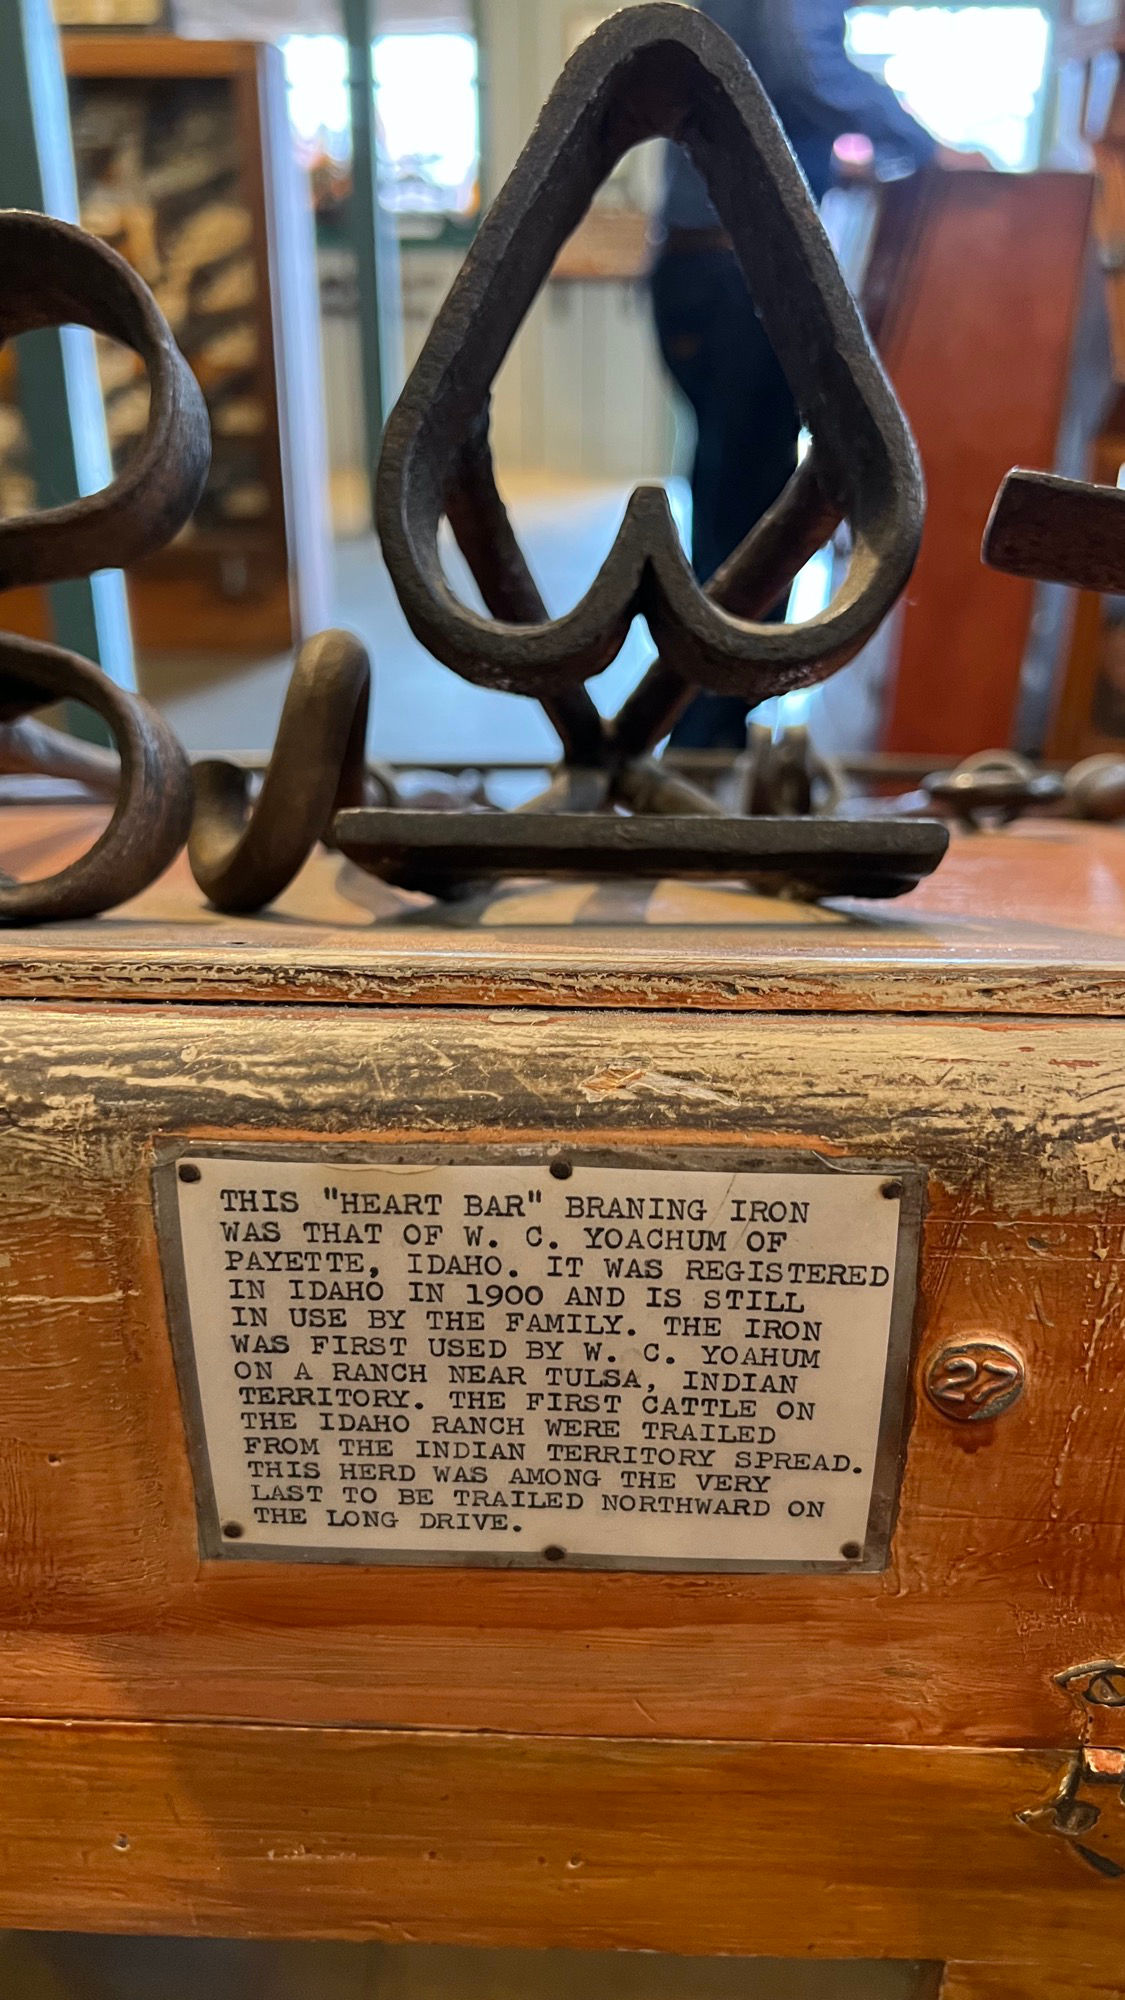 THIS "HEART BAR" BRANING IRON
WAS THAT OF W. C. YOACHUM OF
PAYETTE, IDAHO. IT WAS REGISTERED
IN IDAHO IN 1900 AND IS STILL
IN USE BY THE FAMILY. THE IRON
WAS FIRST USED BY W. C. YOAHUM
ON A RANCH NEAR TULSA, INDIAN
TERRITORY. THE FIRST CATTLE ON
THE IDAHO RANCH WERE TRAILED
FROM THE INDIAN TERRITORY SPREAD.
THIS HERD WAS AMONG THE VERY
LAST TO BE TRAILED NORTHWARD ON
THE LONG DRIVE.
27